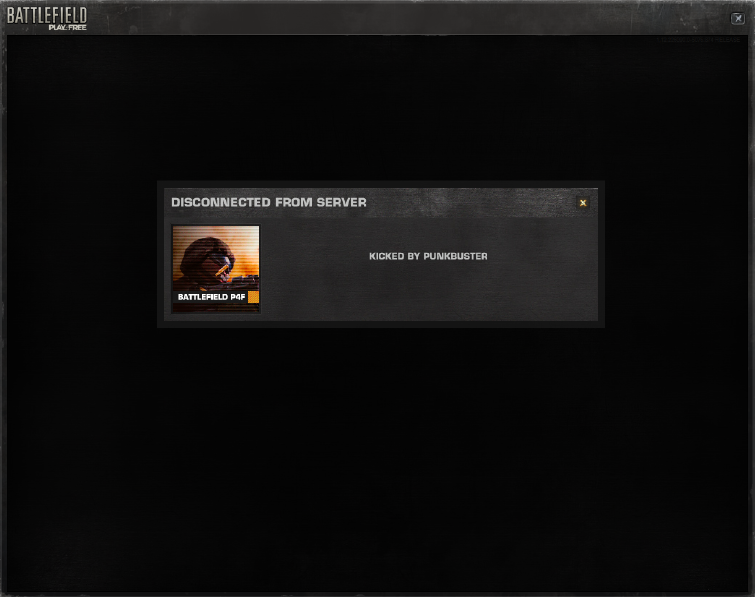 BATTLEFIELD
PLAY4FREE
DISCONNECTED FROM SERVER
KICKED BY PUNKBUSTER
BATTLEFIELD P4F